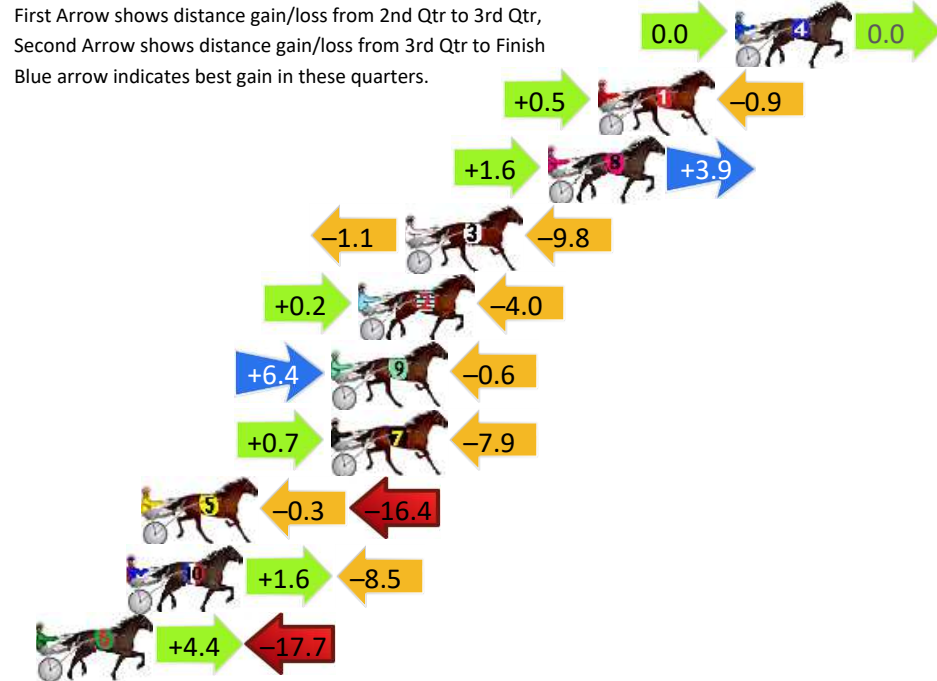 First Arrow shows distance gain/loss from 2nd Qtr to 3rd Qtr,
Second Arrow shows distance gain/loss from 3rd Qtr to Finish
Blue arrow indicates best gain in these quarters.
0.0 4 0.0
+0.5 1 –0.9
+1.6 8 +3.9
–1.1 3 –9.8
+0.2 2 –4.0
+6.4 9 –0.6
+0.7 7 –7.9
5 –0.3 –16.4
10 +1.6 –8.5
6 +4.4 –17.7